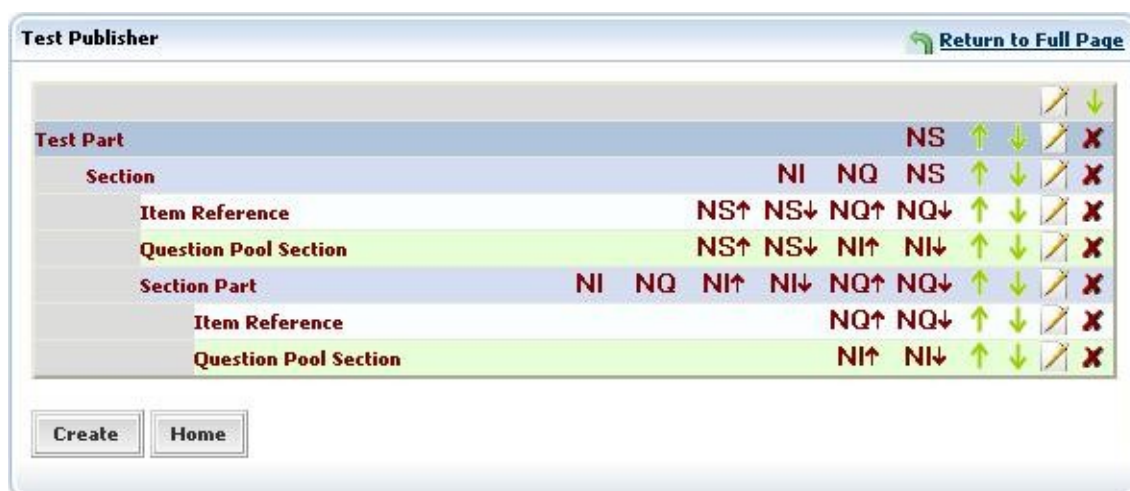 Test Publisher Return to Full Page
Test Part NS
Section NI NQ NS
Item Reference NS↑ NS↓ NQ↑ NQ↓
Question Pool Section NS↑ NS↓ NI↑ NI↓
Section Part NI NQ NI↑ NI↓ NQ↑ NQ↓
Item Reference NQ↑ NQ↓
Question Pool Section NI↑ NI↓
Create Home